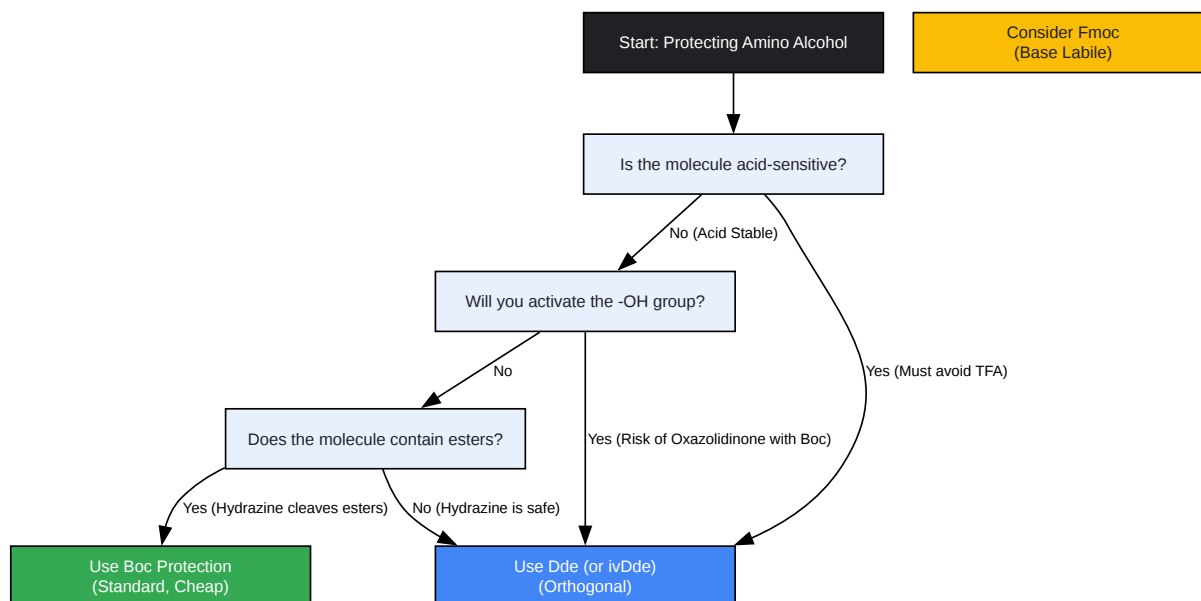 Start: Protecting Amino Alcohol
Consider Fmoc
(Base Labile)
Is the molecule acid-sensitive?
No (Acid Stable)
Will you activate the -OH group?
No
Yes (Must avoid TFA)
Does the molecule contain esters?
Yes (Risk of Oxazolidinone with Boc)
Yes (Hydrazine cleaves esters)
No (Hydrazine is safe)
Use Boc Protection
(Standard, Cheap)
Use Dde (or ivDde)
(Orthogonal)